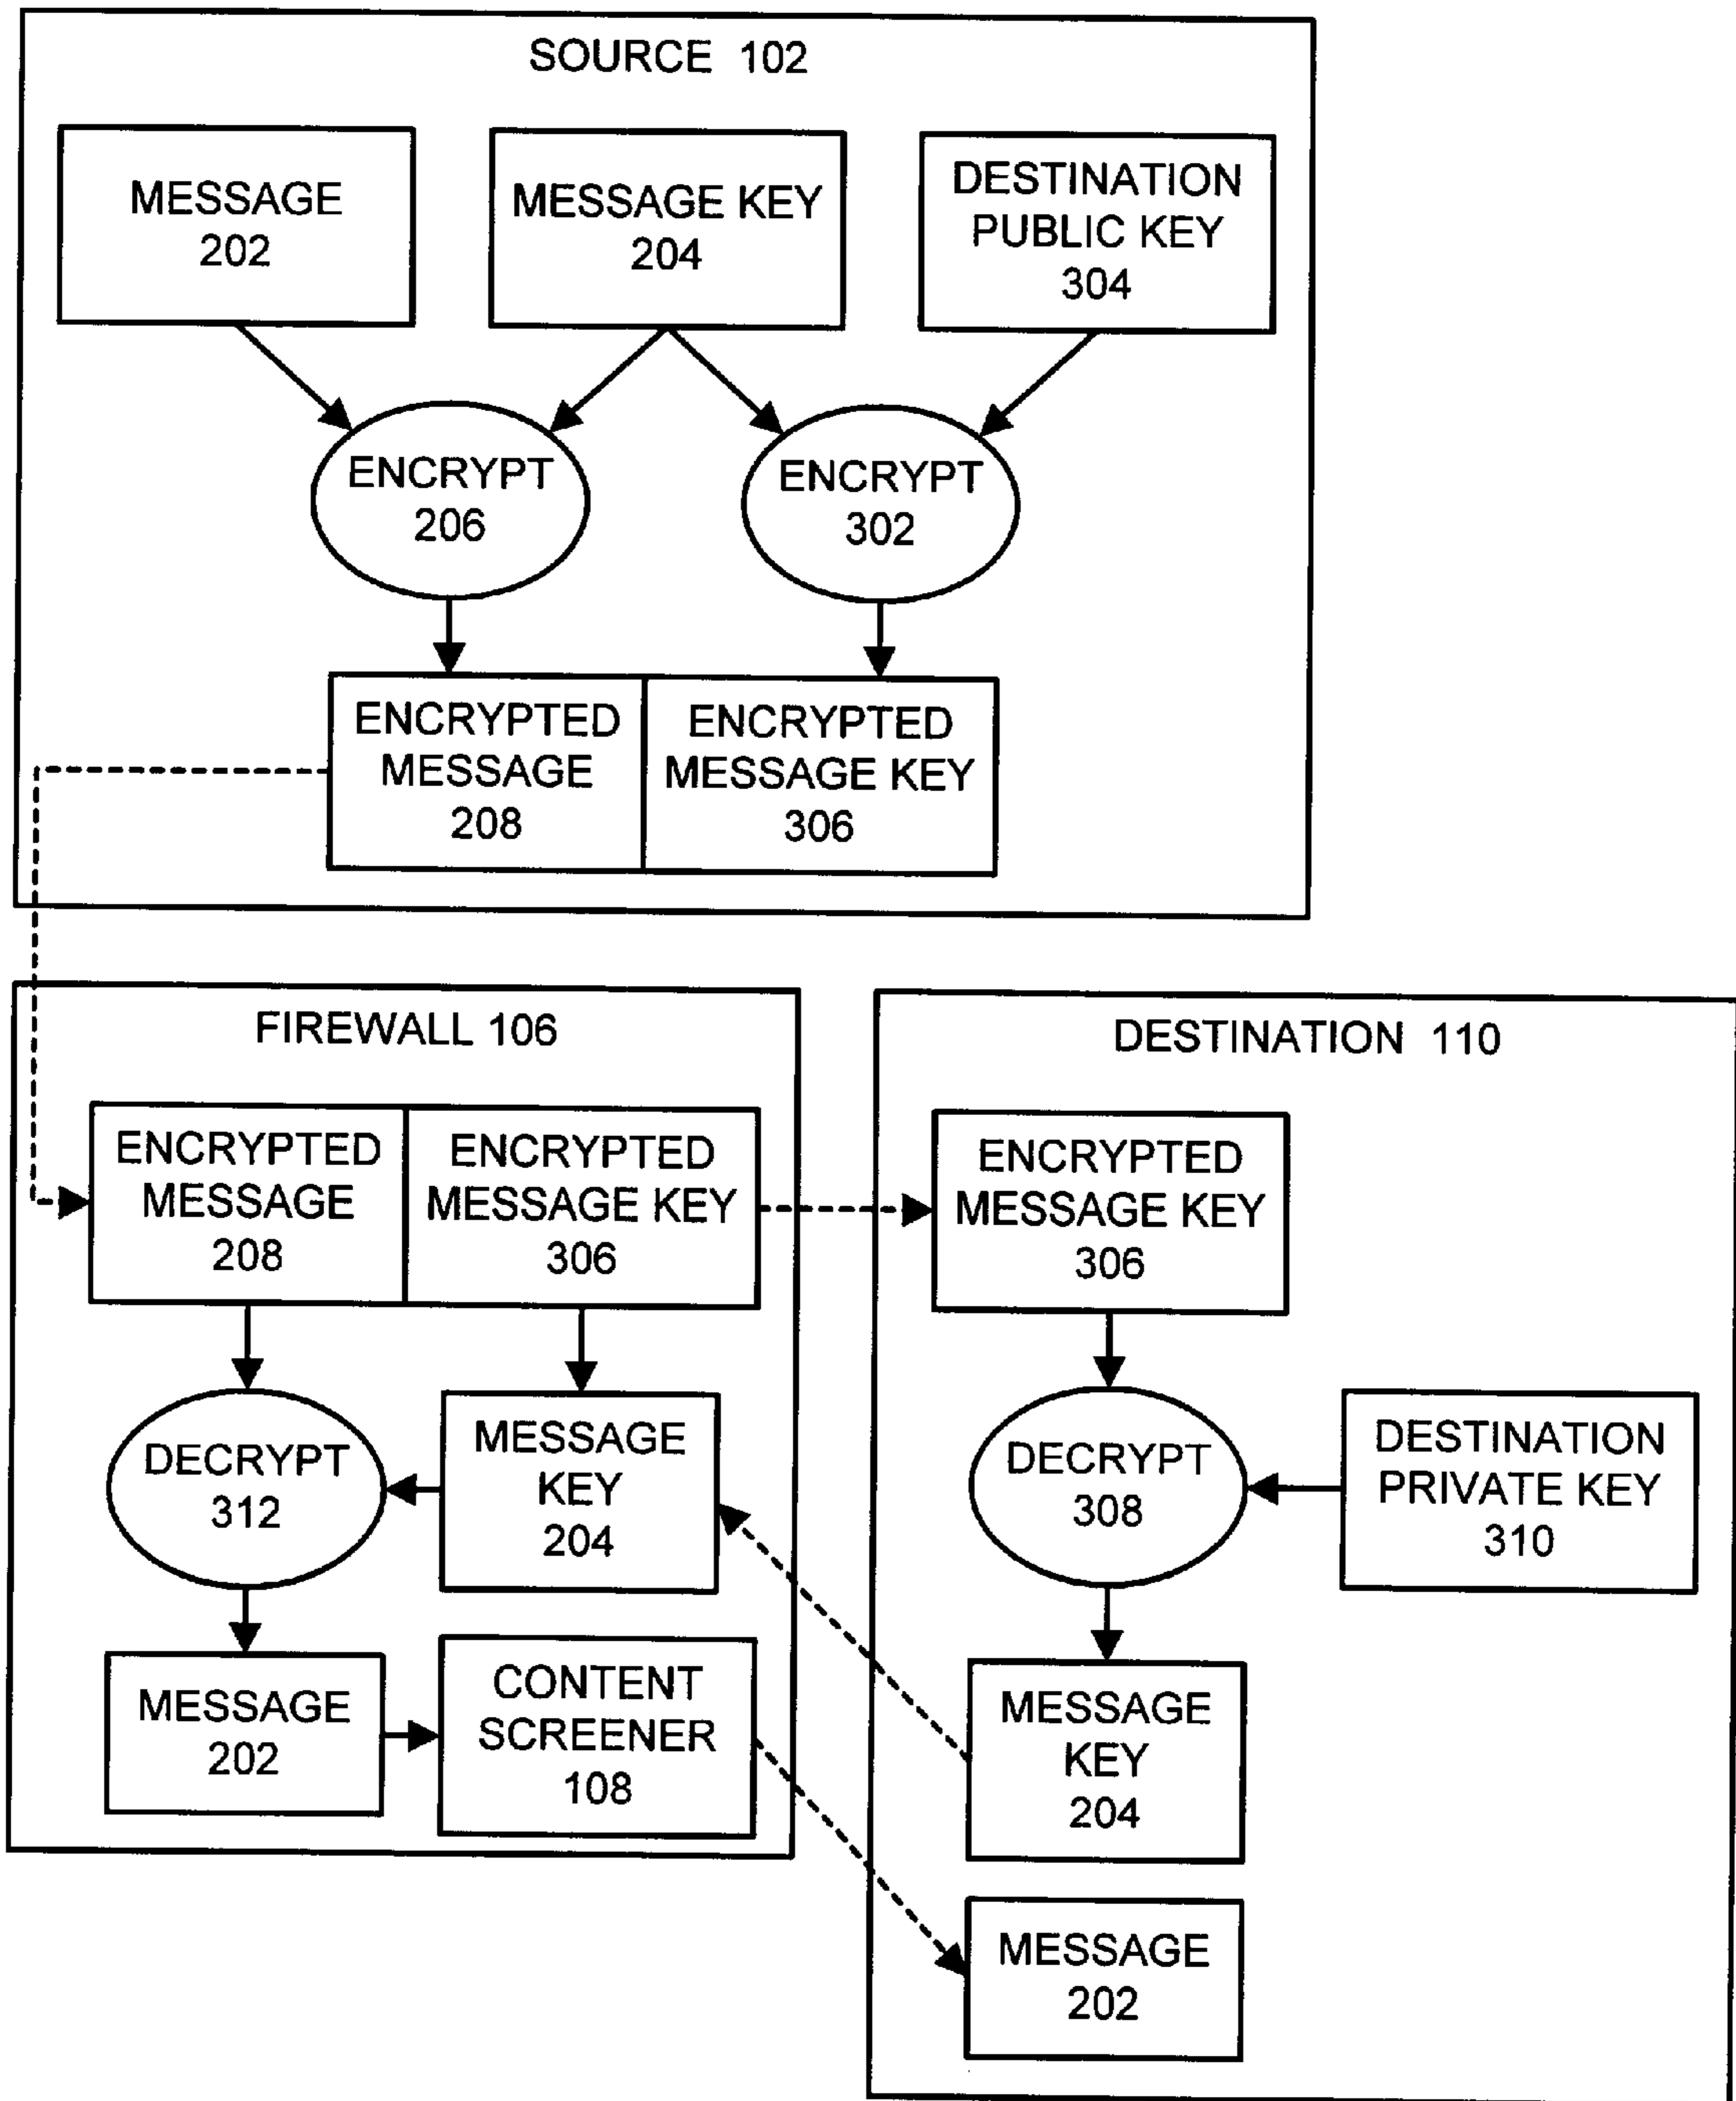 SOURCE 102
MESSAGE
202
MESSAGE KEY
204
DESTINATION
PUBLIC KEY
304
ENCRYPT
206
ENCRYPT
302
ENCRYPTED
MESSAGE
208
ENCRYPTED
MESSAGE KEY
306
FIREWALL 106
ENCRYPTED
MESSAGE
208
ENCRYPTED
MESSAGE KEY
306
DECRYPT
312
MESSAGE
KEY
204
MESSAGE
202
CONTENT
SCREENER
108
DESTINATION 110
ENCRYPTED
MESSAGE KEY
306
DECRYPT
308
DESTINATION
PRIVATE KEY
310
MESSAGE
KEY
204
MESSAGE
202